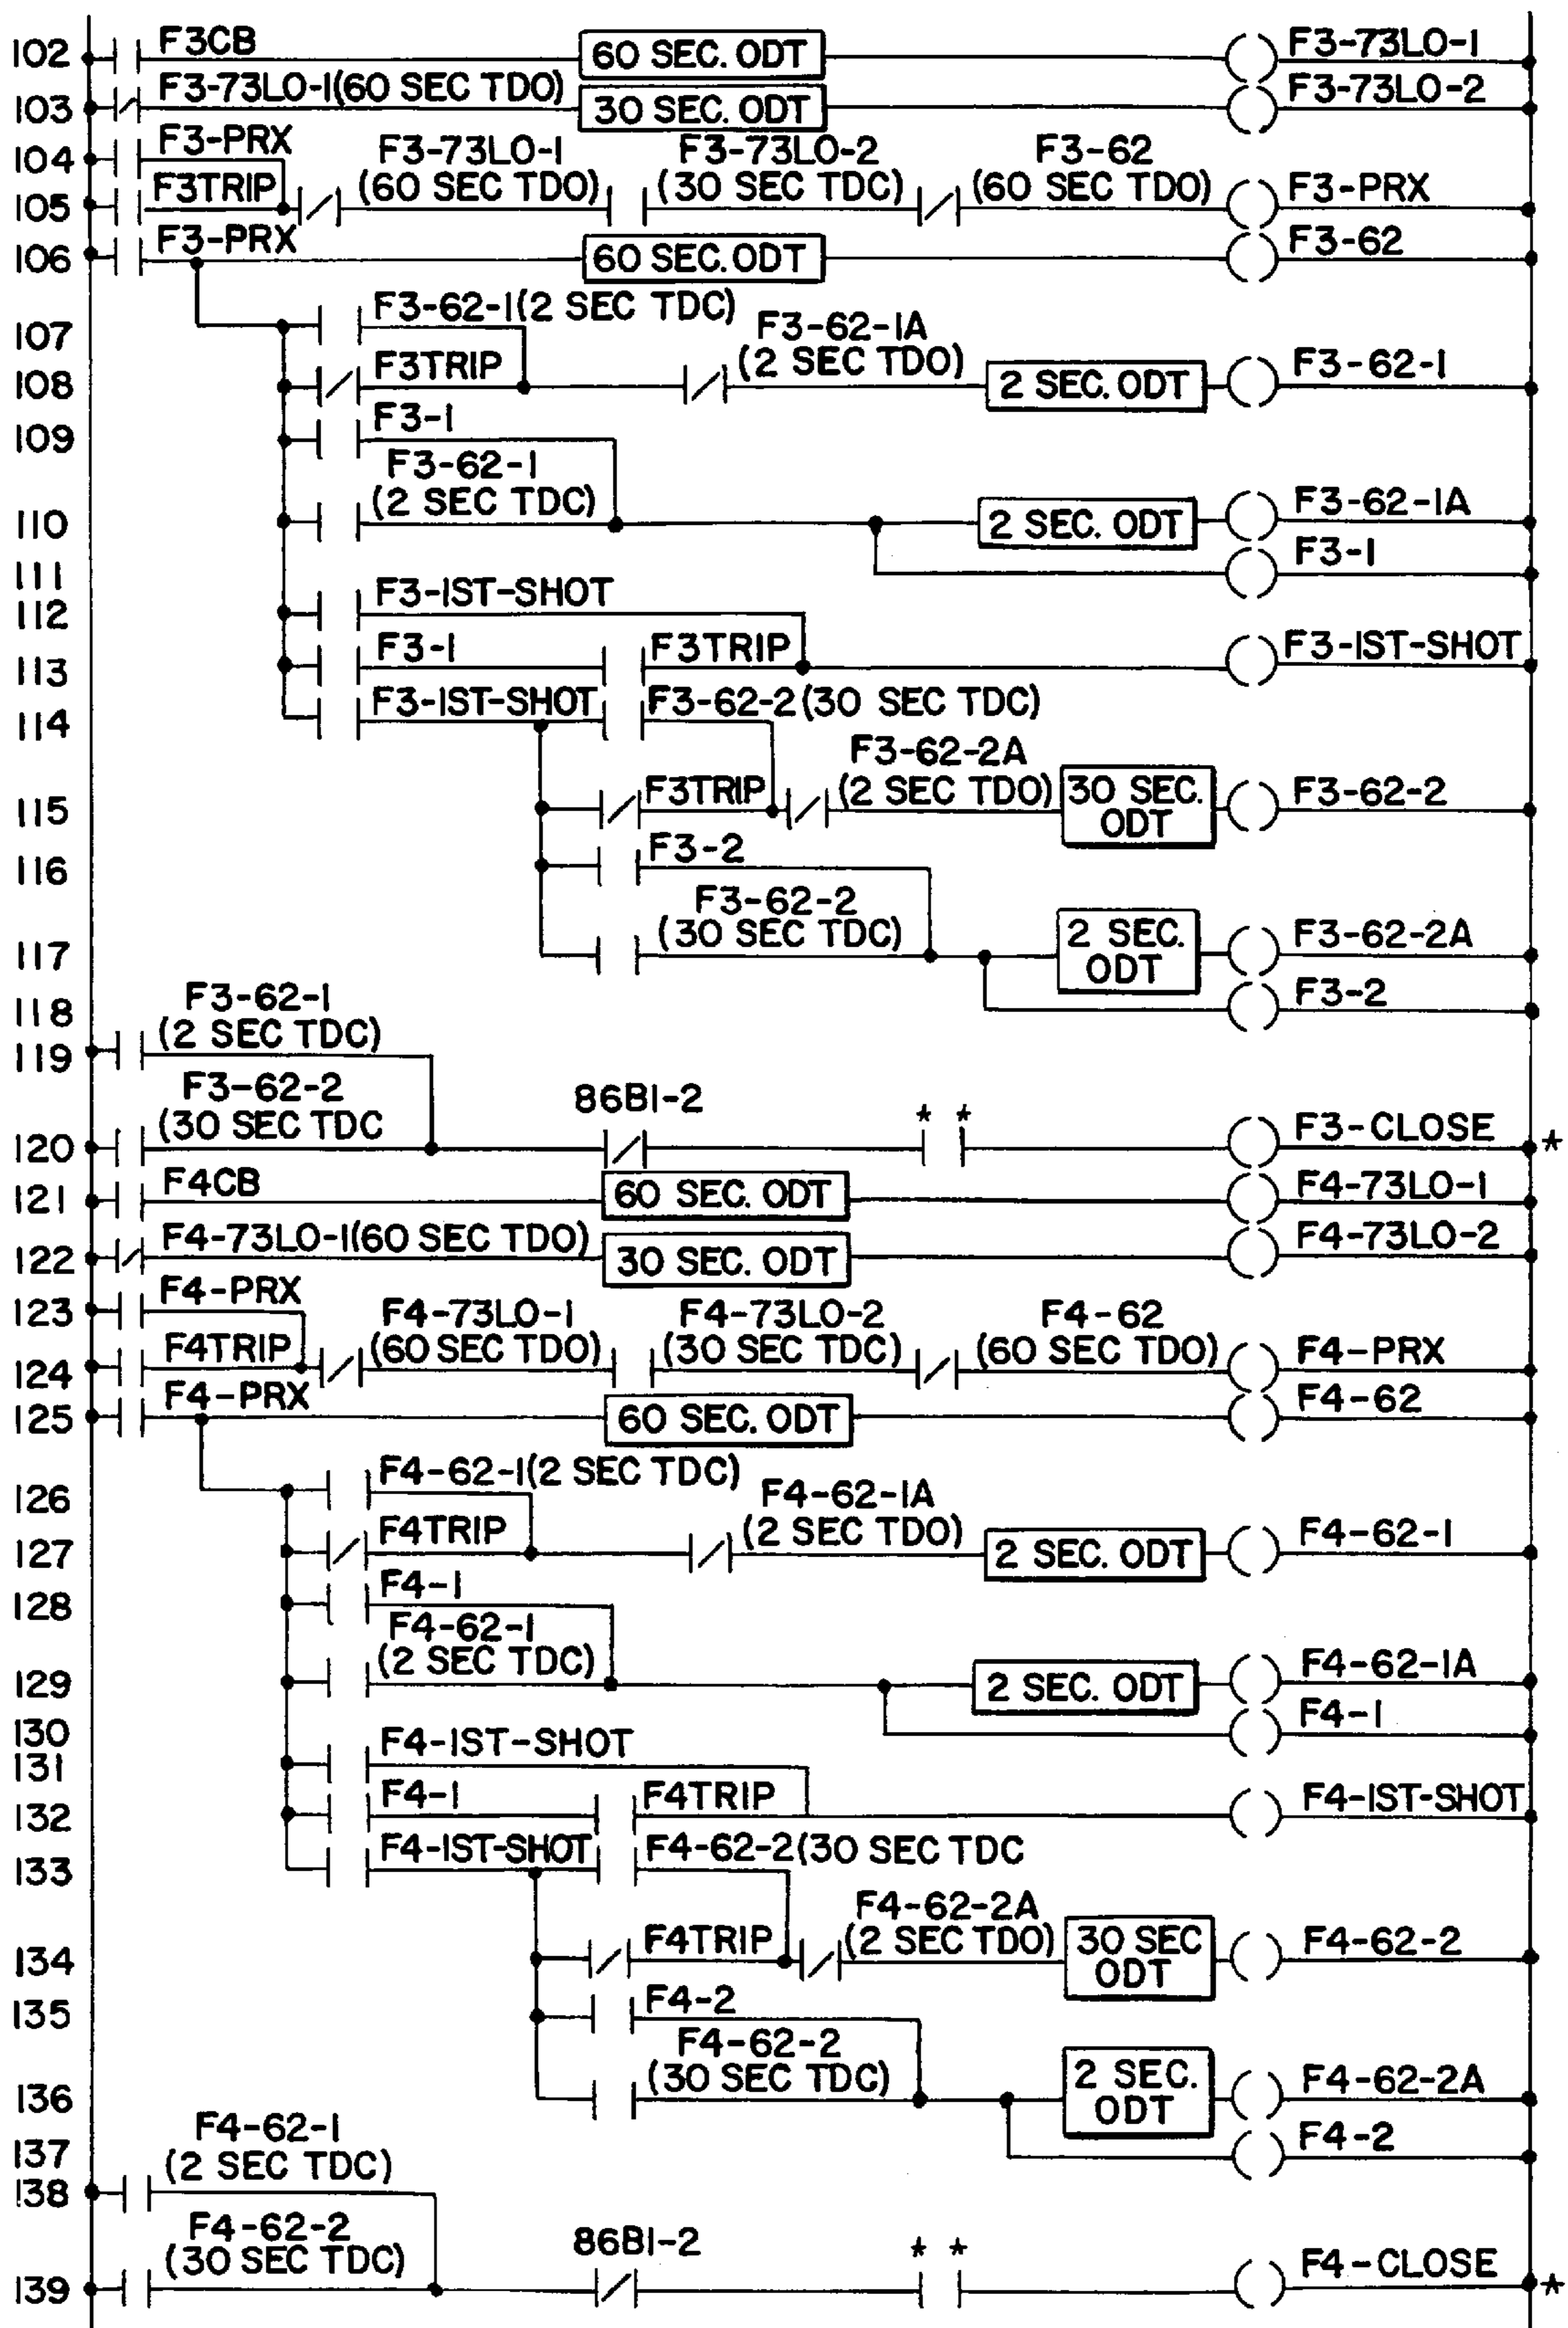 102 F3CB 60 SEC. ODT F3-73LO-1
103 F3-73LO-1(60 SEC TDO) 30 SEC. ODT F3-73LO-2
104 F3-PRX F3-73LO-1 F3-73LO-2 F3-62
105 F3TRIP (60 SEC TDO) (30 SEC TDC) (60 SEC TDO) F3-PRX
106 F3-PRX 60 SEC. ODT F3-62
107 F3-62-1(2 SEC TDC) F3-62-1A
(2 SEC TDO)
108 F3TRIP 2 SEC. ODT F3-62-1
109 F3-1
F3-62-1
110 (2 SEC TDC) 2 SEC. ODT F3-62-1A
111 F3-1
112 F3-1ST-SHOT
113 F3-1 F3TRIP F3-1ST-SHOT
114 F3-1ST-SHOT F3-62-2(30 SEC TDC)
F3-62-2A
115 F3TRIP (2 SEC TDO) 30 SEC. ODT F3-62-2
116 F3-2
F3-62-2
117 (30 SEC TDC) 2 SEC. ODT F3-62-2A
118 F3-2
F3-62-1
119 (2 SEC TDC)
F3-62-2 86B1-2
120 (30 SEC TDC * * F3-CLOSE *
121 F4CB 60 SEC. ODT F4-73LO-1
122 F4-73LO-1(60 SEC TDO) 30 SEC. ODT F4-73LO-2
123 F4-PRX F4-73LO-1 F4-73LO-2 F4-62
124 F4TRIP (60 SEC TDO) (30 SEC TDC) (60 SEC TDO) F4-PRX
125 F4-PRX 60 SEC. ODT F4-62
126 F4-62-1(2 SEC TDC) F4-62-1A
(2 SEC TDO)
127 F4TRIP 2 SEC. ODT F4-62-1
128 F4-1
F4-62-1
129 (2 SEC TDC) 2 SEC. ODT F4-62-1A
130 F4-1
131 F4-1ST-SHOT
132 F4-1 F4TRIP F4-1ST-SHOT
133 F4-1ST-SHOT F4-62-2(30 SEC TDC
F4-62-2A
134 F4TRIP (2 SEC TDO) 30 SEC ODT F4-62-2
135 F4-2
F4-62-2
136 (30 SEC TDC) 2 SEC. ODT F4-62-2A
137 F4-2
F4-62-1
138 (2 SEC TDC)
F4-62-2 86B1-2
139 (30 SEC TDC) * * F4-CLOSE *